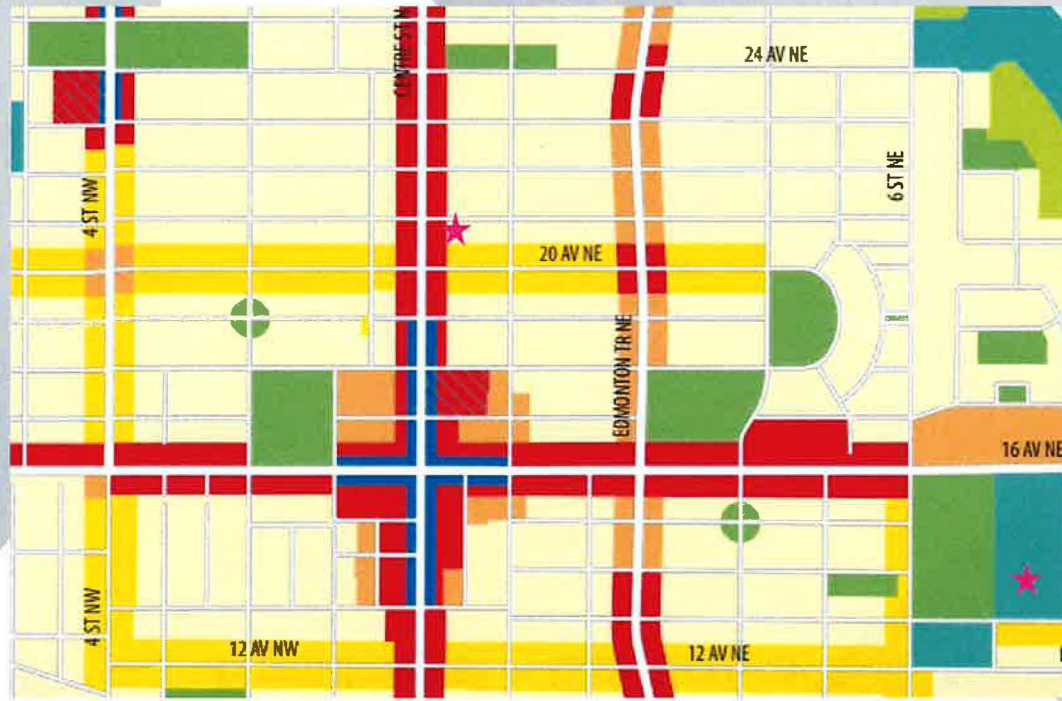 CENTRE ST N
24 AV NE
4 ST NW
6 ST NE
20 AV NE
EDMONTON TR NE
16 AV NE
4 ST NW
12 AV NW
12 AV NE